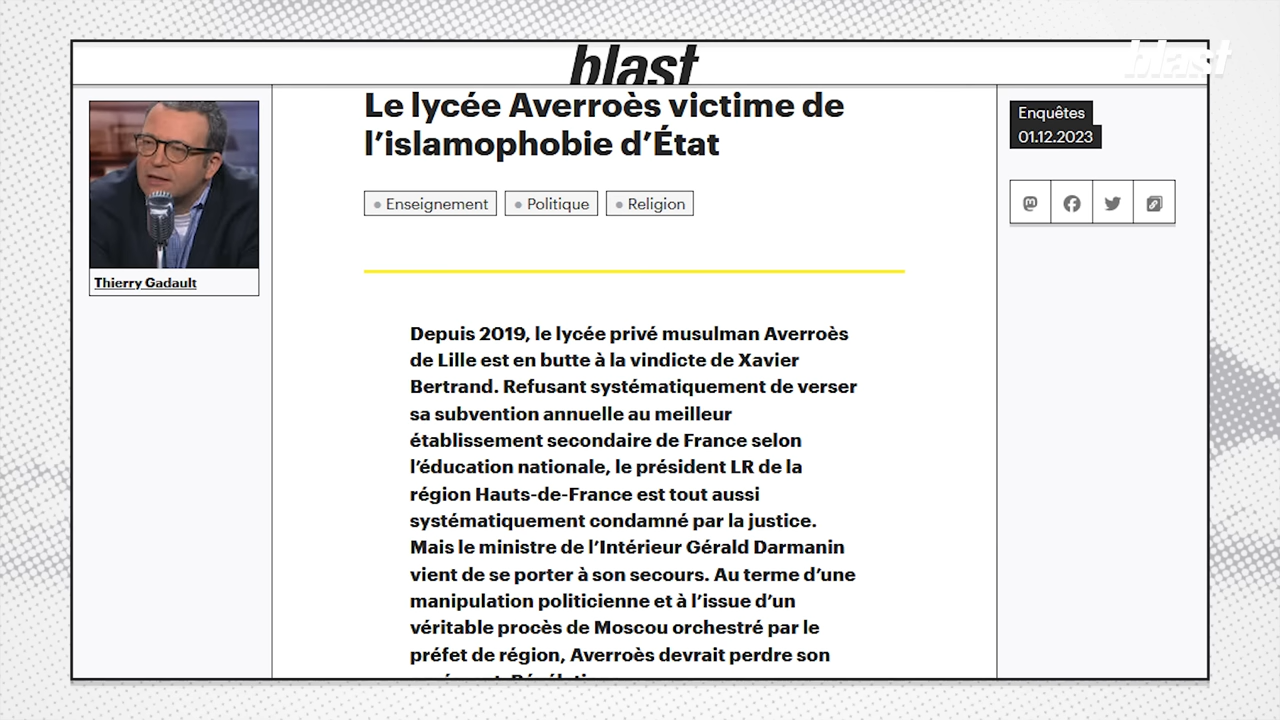 blast
blast
Le lycée Averroès victime de
l’islamophobie d’État
Enseignement
Politique
Religion
Thierry Gadault
Enquêtes
01.12.2023
Depuis 2019, le lycée privé musulman Averroès
de Lille est en butte à la vindicte de Xavier
Bertrand. Refusant systématiquement de verser
sa subvention annuelle au meilleur
établissement secondaire de France selon
l’éducation nationale, le président LR de la
région Hauts-de-France est tout aussi
systématiquement condamné par la justice.
Mais le ministre de l’Intérieur Gérald Darmanin
vient de se porter à son secours. Au terme d’une
manipulation politicienne et à l’issue d’un
véritable procès de Moscou orchestré par le
préfet de région, Averroès devrait perdre son